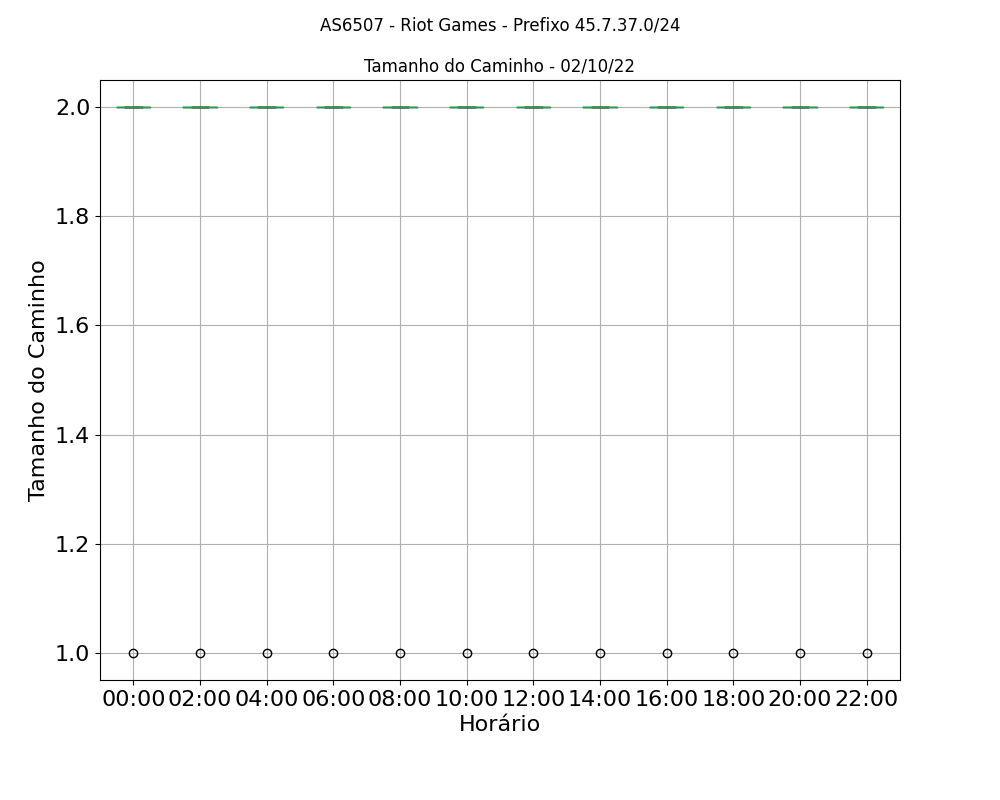 AS6507 - Riot Games - Prefixo 45.7.37.0/24
Tamanho do Caminho - 02/10/22
2.0
1.8
1.6
1.4
1.2
1.0
Tamanho do Caminho
00:00 02:00 04:00 06:00 08:00 10:00 12:00 14:00 16:00 18:00 20:00 22:00
Horário